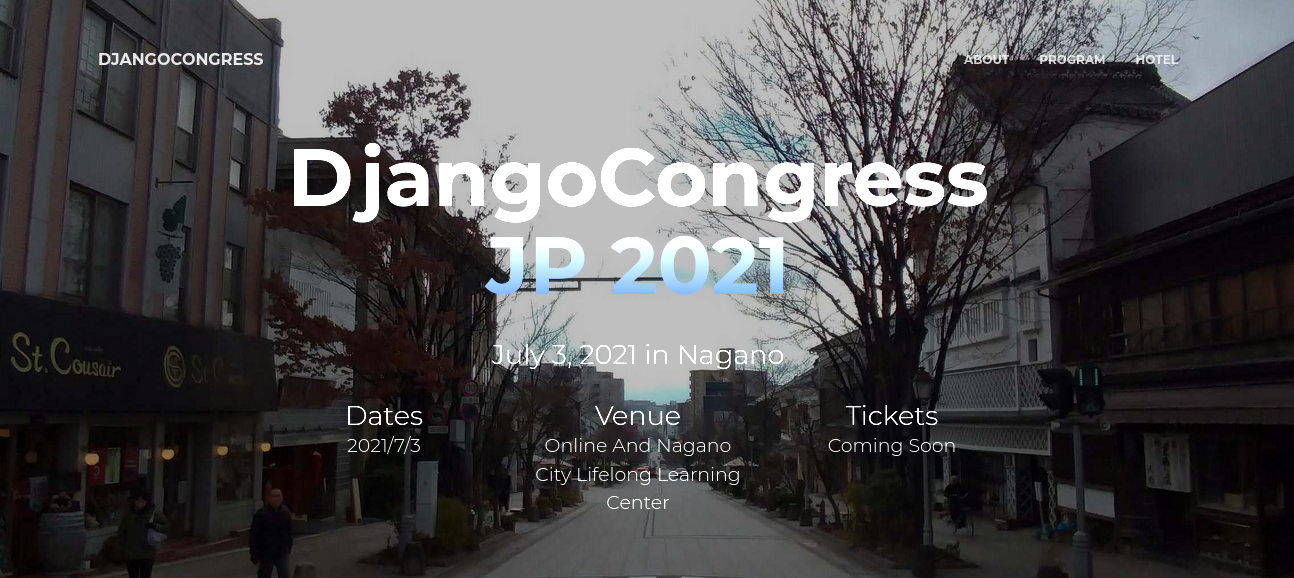 DJANGOCONGRESS
ABOUT PROGRAM HOTEL
DjangoCongress
JP 2021
July 3, 2021 in Nagano
Dates
2021/7/3
Venue
Online And Nagano
City Lifelong Learning
Center
Tickets
Coming Soon
St. Cousair